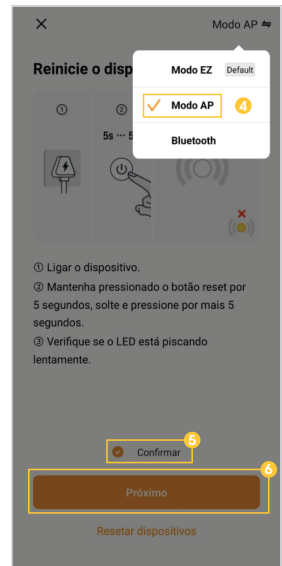 Modo AP
Reinicie o disp
Modo EZ Default
Modo AP 4
Bluetooth
① ②
5s ··· 5
① Ligar o dispositivo.
② Mantenha pressionado o botão reset por
5 segundos, solte e pressione por mais 5
segundos.
③ Verifique se o LED está piscando
lentamente.
5
Confirmar
6
Próximo
Resetar dispositivos